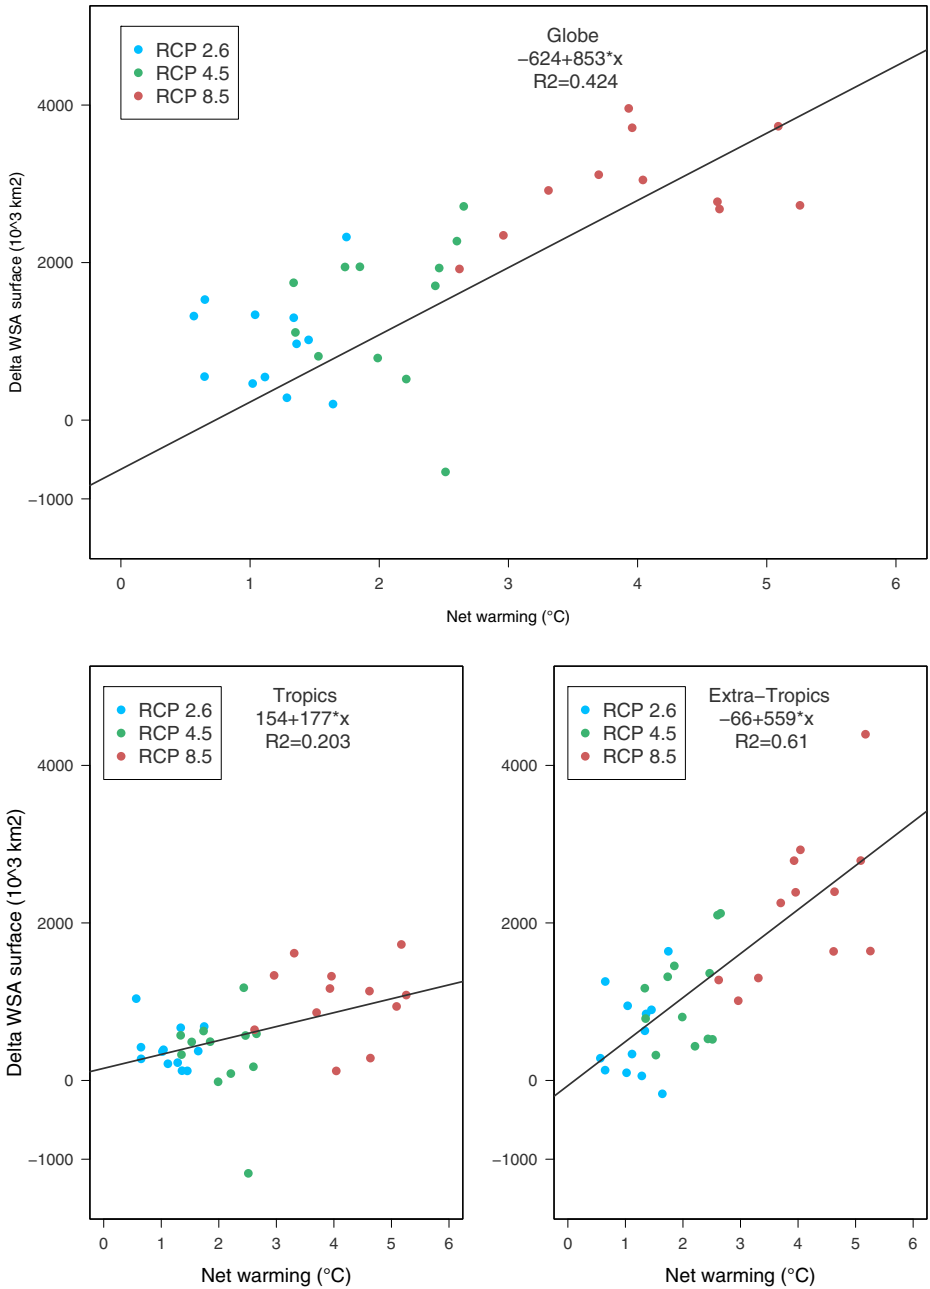 Globe
−624+853*x
R2=0.424
RCP 2.6
RCP 4.5
RCP 8.5
Delta WSA surface (10^3 km2)
4000
2000
0
−1000
0 1 2 3 4 5 6
Net warming (°C)
Tropics
154+177*x
R2=0.203
RCP 2.6
RCP 4.5
RCP 8.5
Delta WSA surface (10^3 km2)
4000
2000
0
−1000
0 1 2 3 4 5 6
Net warming (°C)
Extra−Tropics
−66+559*x
R2=0.61
RCP 2.6
RCP 4.5
RCP 8.5
4000
2000
0
−1000
0 1 2 3 4 5 6
Net warming (°C)